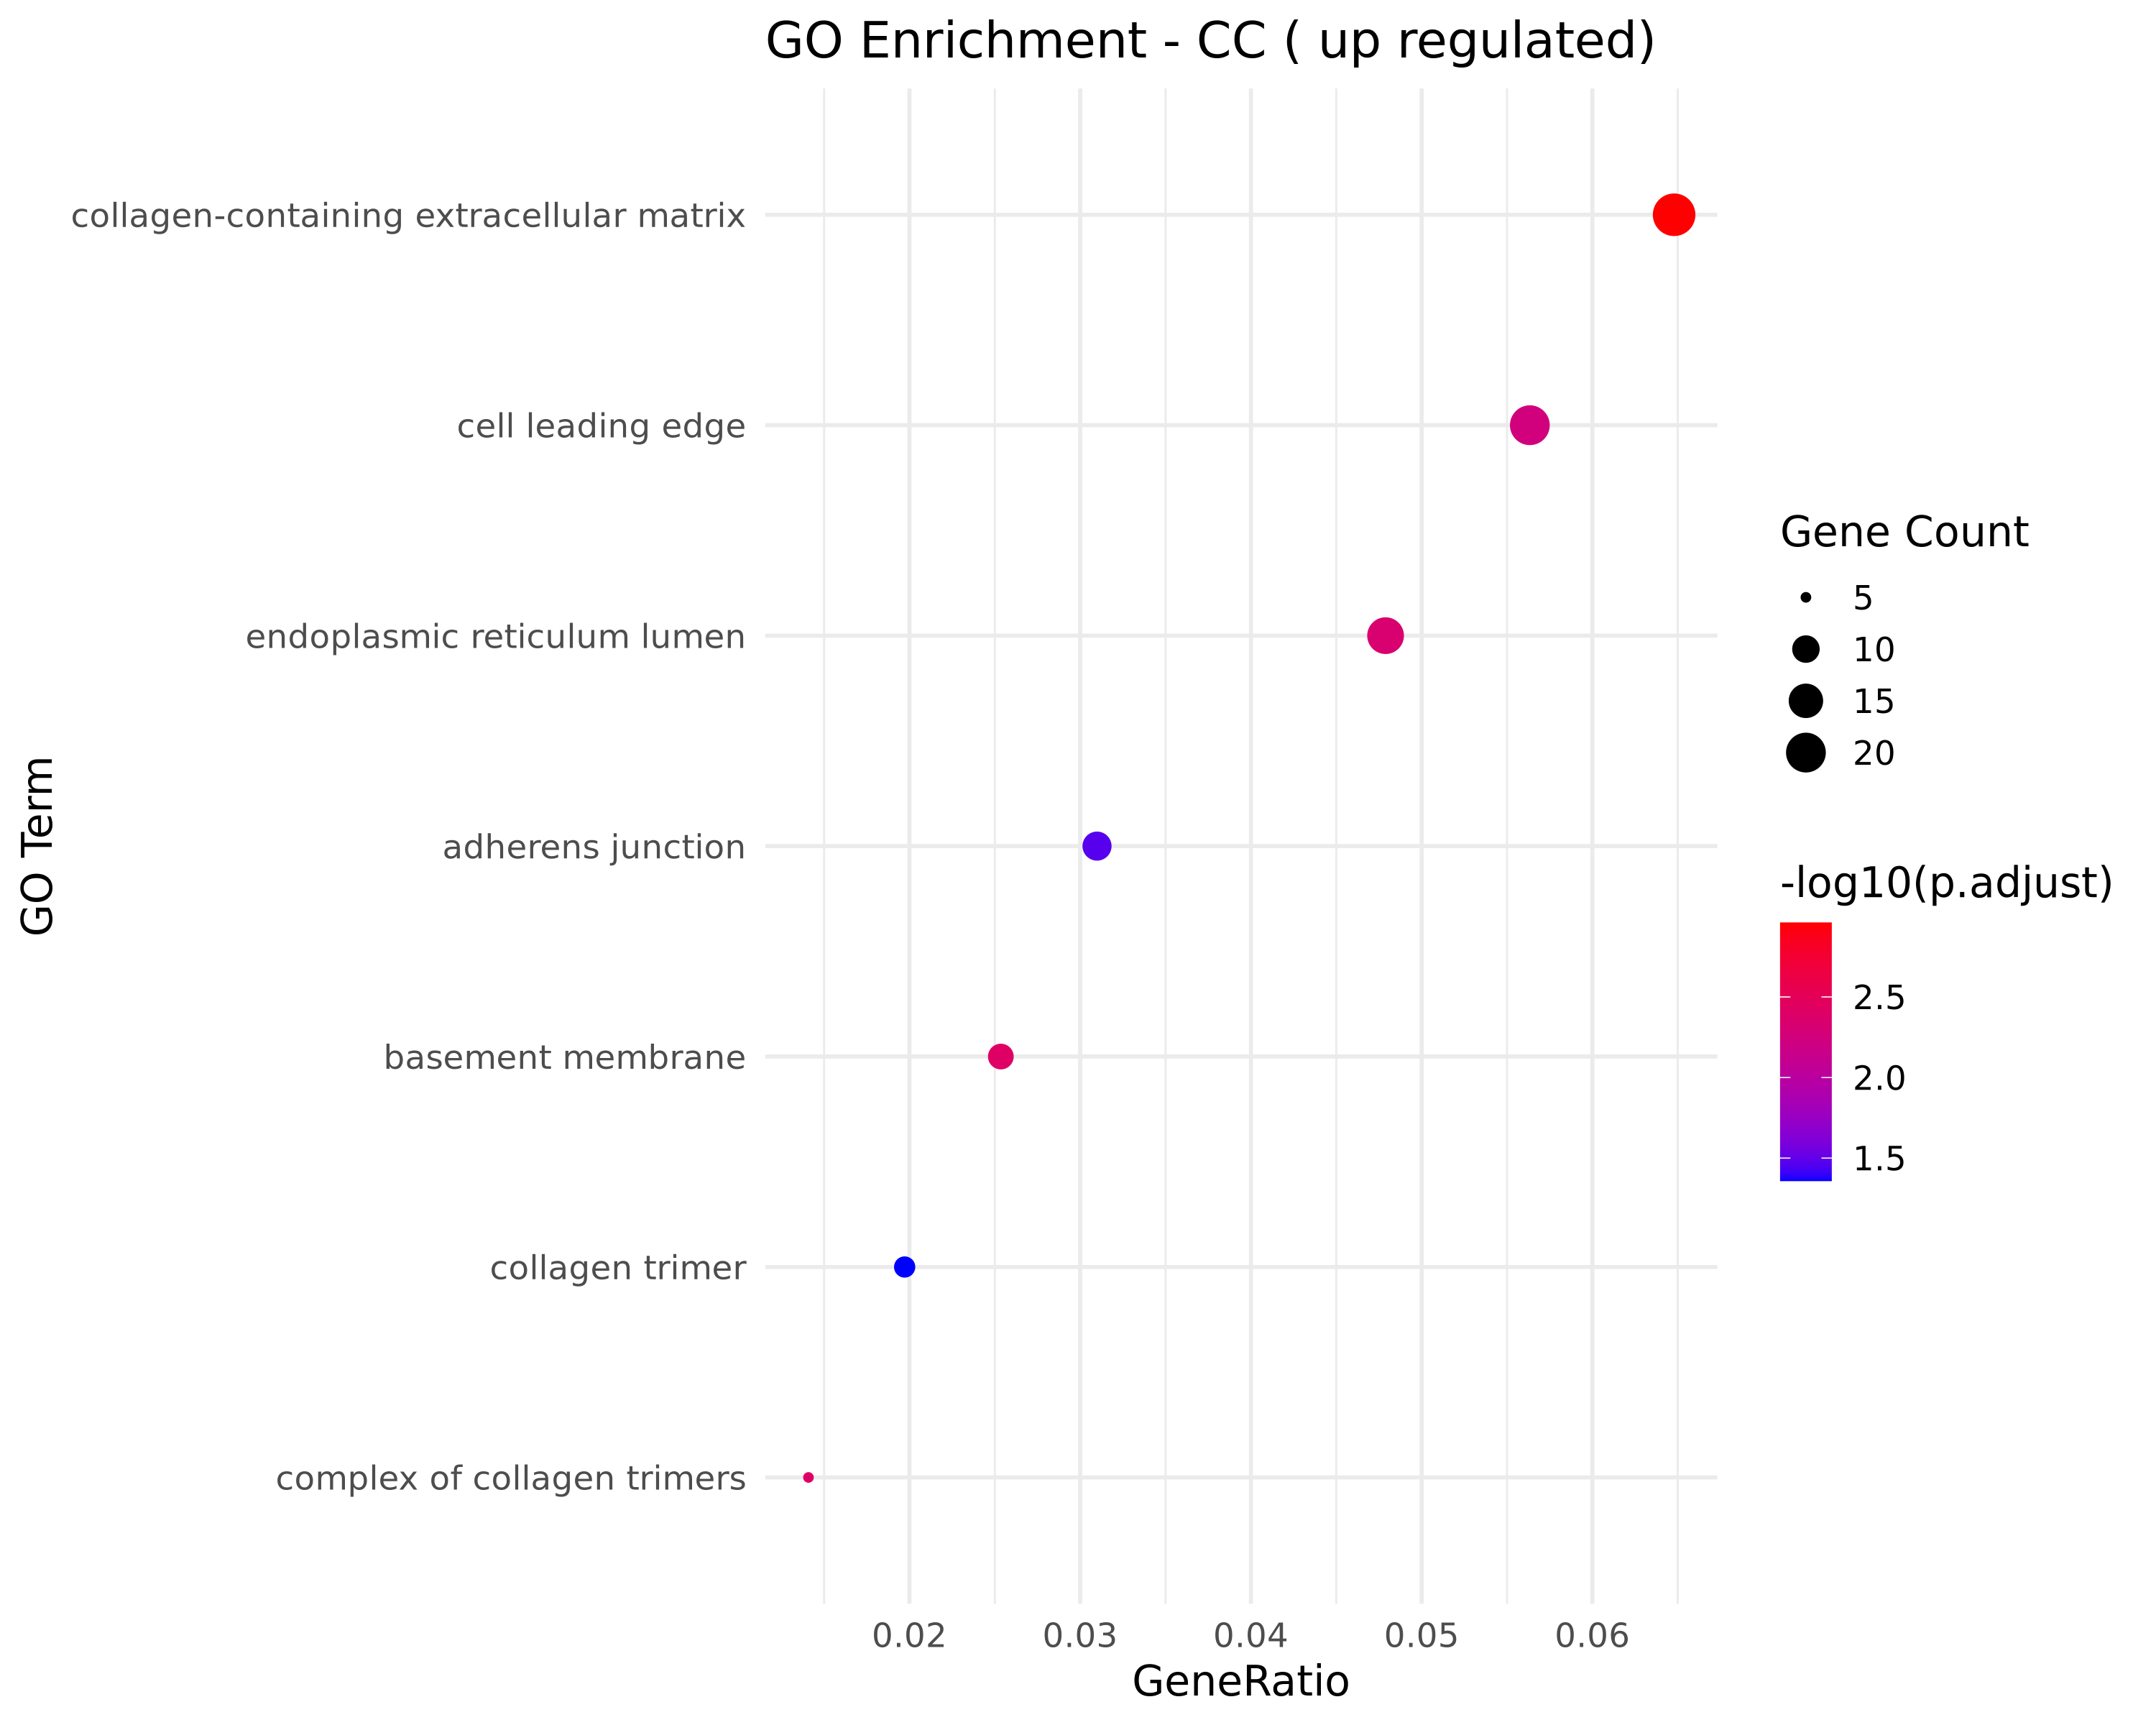 GO Enrichment - CC ( up regulated)
collagen-containing extracellular matrix
cell leading edge
endoplasmic reticulum lumen
adherens junction
basement membrane
collagen trimer
complex of collagen trimers
GO Term
0.02 0.03 0.04 0.05 0.06
GeneRatio
Gene Count
5
10
15
20
-log10(p.adjust)
2.5
2.0
1.5